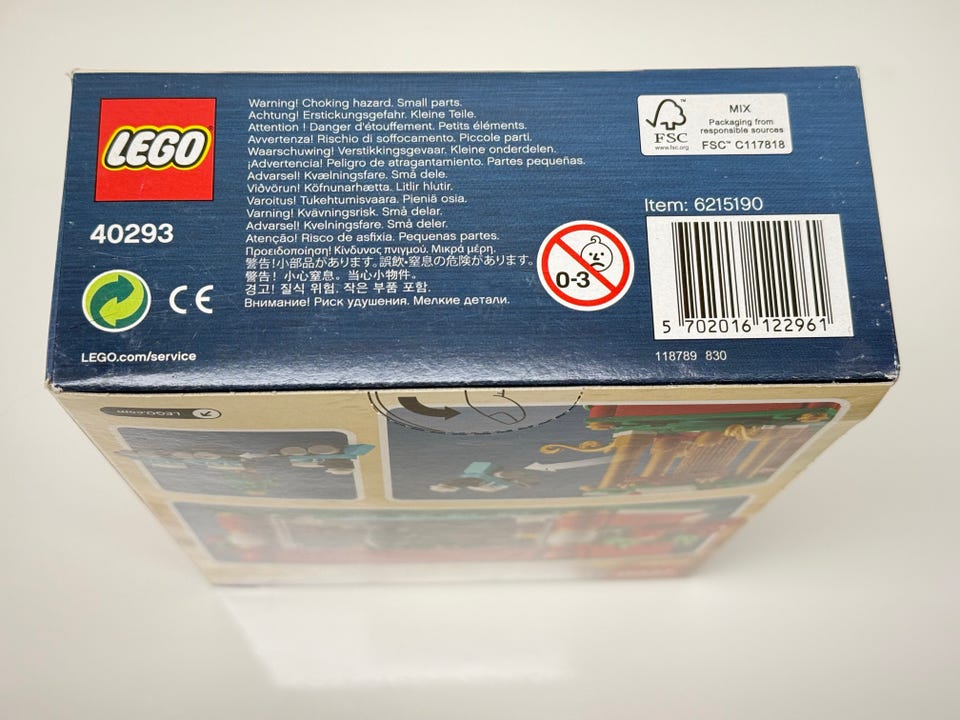 LEGO
40293
CE
LEGO.com/service
Warning! Choking hazard. Small parts.
Achtung! Erstickungsgefahr. Kleine Teile.
Attention ! Danger d'étouffement. Petits éléments.
Avvertenza! Rischio di soffocamento. Piccole parti.
Waarschuwing! Verstikkingsgevaar. Kleine onderdelen.
¡Advertencia! Peligro de atragantamiento. Partes pequeñas.
Advarsel! Kvælningsfare. Små dele.
Viðvörun! Köfnunarhætta. Litlir hlutir.
Varoitus! Tukehtumisvaara. Pieniä osia.
Varning! Kvävningsrisk. Små delar.
Advarsel! Kvelningsfare. Små deler.
Atenção! Risco de asfixia. Pequenas partes.
Προειδοποίηση! Κίνδυνος πνιγμού. Μικρά μέρη.
警告!小部品があります。誤飲・窒息の危険があります。
警告! 小心窒息。当心小物件。
경고! 질식 위험. 작은 부품 포함.
Внимание! Риск удушения. Мелкие детали.
0-3
FSC
www.fsc.org
MIX
Packaging from
responsible sources
FSC™ C117818
Item: 6215190
5 702016 122961
118789 830
LEGO.com